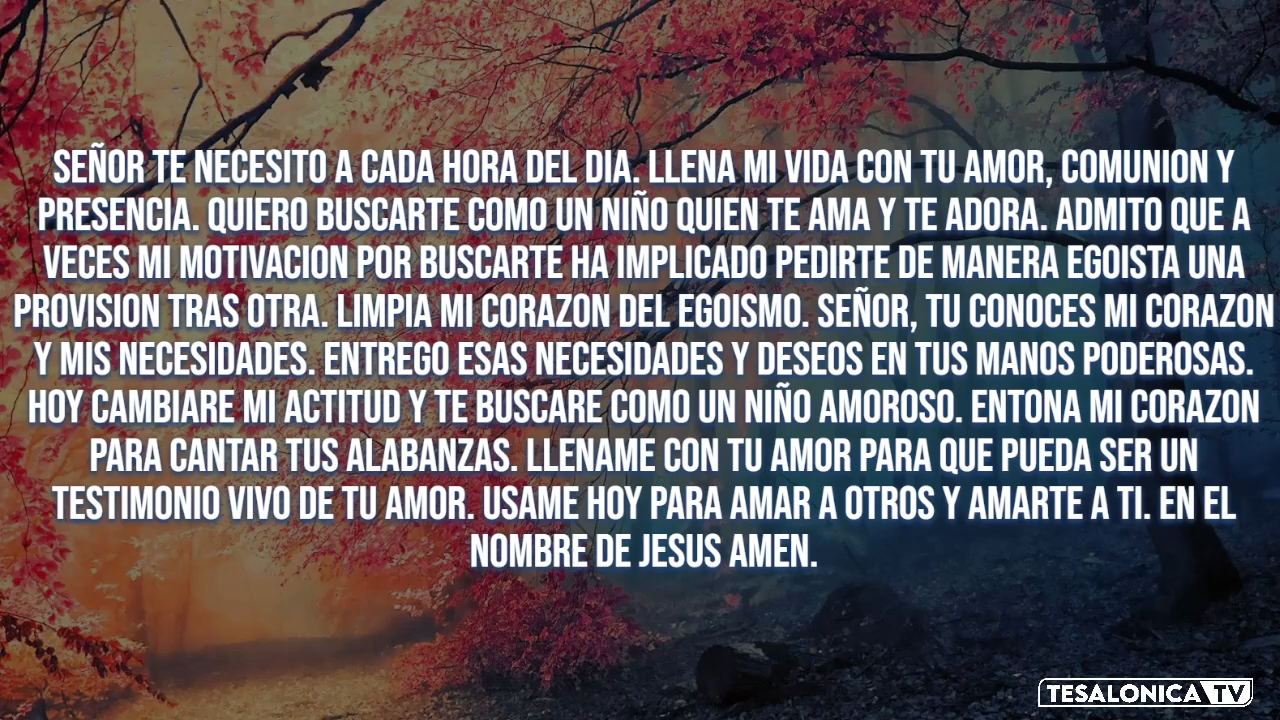 SEÑOR TE NECESITO A CADA HORA DEL DIA. LLENA MI VIDA CON TU AMOR, COMUNION Y
PRESENCIA. QUIERO BUSCARTE COMO UN NIÑO QUIEN TE AMA Y TE ADORA. ADMITO QUE A
VECES MI MOTIVACION POR BUSCARTE HA IMPLICADO PEDIRTE DE MANERA EGOISTA UNA
PROVISION TRAS OTRA. LIMPIA MI CORAZON DEL EGOISMO. SEÑOR, TU CONOCES MI CORAZON
Y MIS NECESIDADES. ENTREGO ESAS NECESIDADES Y DESEOS EN TUS MANOS PODEROSAS.
HOY CAMBIARE MI ACTITUD Y TE BUSCARE COMO UN NIÑO AMOROSO. ENTONA MI CORAZON
PARA CANTAR TUS ALABANZAS. LLENAME CON TU AMOR PARA QUE PUEDA SER UN
TESTIMONIO VIVO DE TU AMOR. USAME HOY PARA AMAR A OTROS Y AMARTE A TI. EN EL
NOMBRE DE JESUS AMEN.
TESALONICA TV